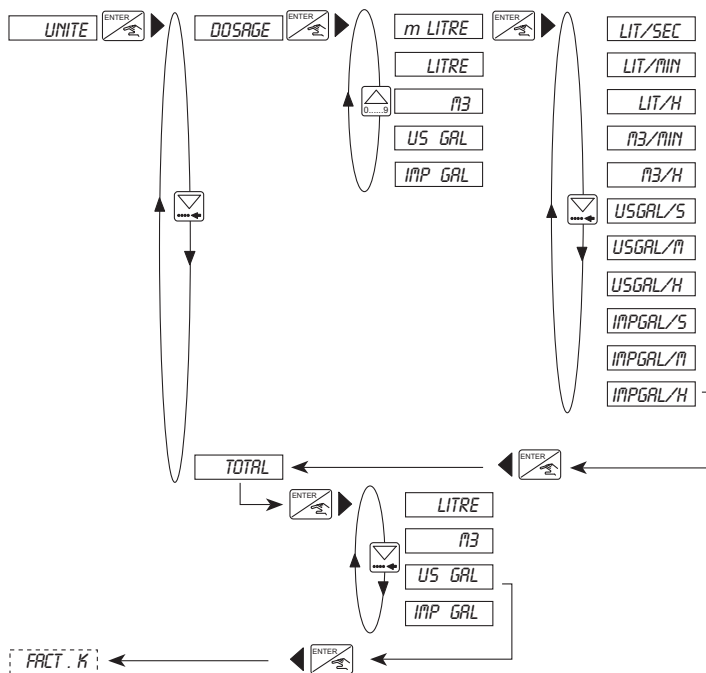 UNITE
ENTER
DOSAGE
ENTER
m LITRE
ENTER
LIT/SEC
LITRE
LIT/MIN
M3
0......9
LIT/H
US GAL
M3/MIN
IMP GAL
M3/H
USGAL/S
USGAL/M
USGAL/H
IMPGAL/S
IMPGAL/M
IMPGAL/H
TOTAL
ENTER
ENTER
LITRE
M3
US GAL
IMP GAL
FACT.K
ENTER